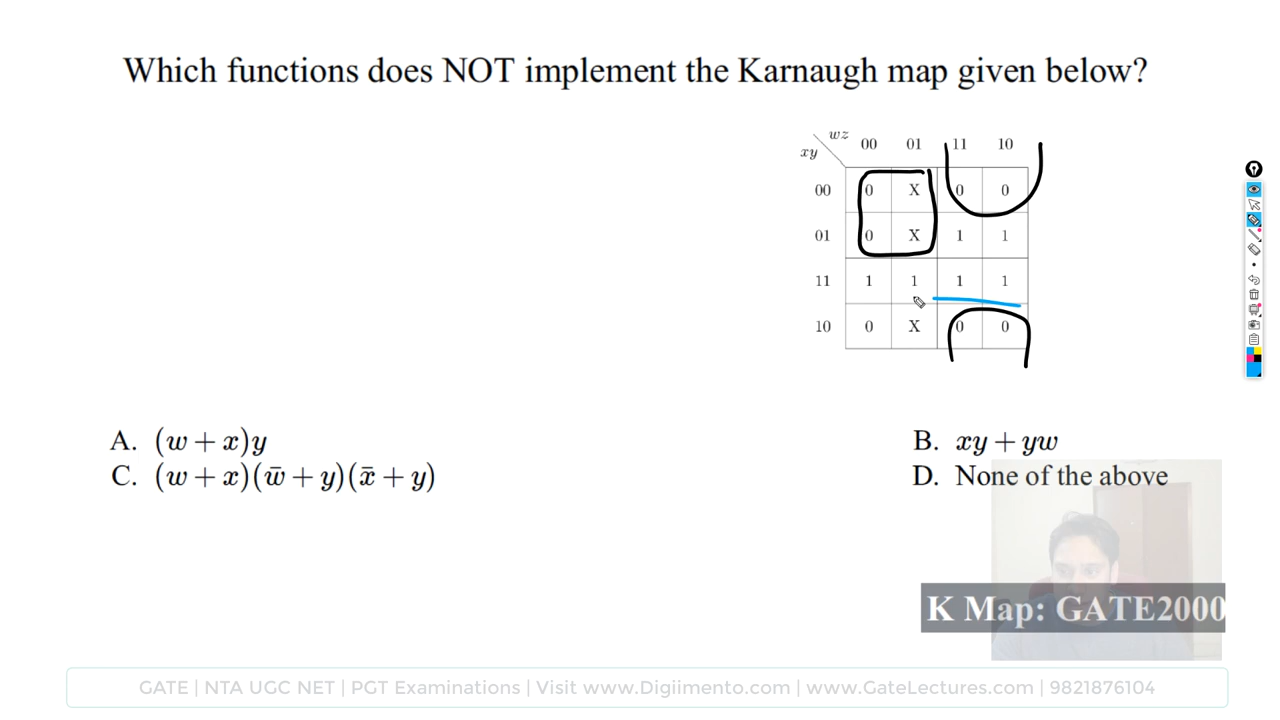 Which functions does NOT implement the Karnaugh map given below?
wz
xy
00 01 11 10
00 0 X 0 0
01 0 X 1 1
11 1 1 1 1
10 0 X 0 0
A. (w + x)y
B. xy + yw
C. (w + x)(w̄ + y)(x̄ + y)
D. None of the above
K Map: GATE2000
GATE | NTA UGC NET | PGT Examinations | Visit www.Digiimento.com | www.GateLectures.com | 9821876104